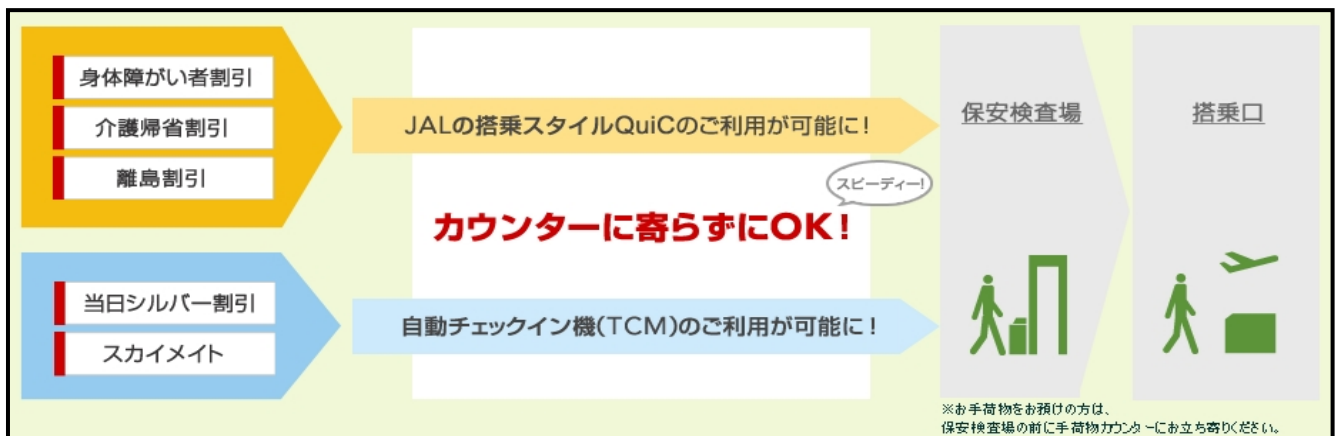 身体障がい者割引
介護帰省割引
離島割引
JALの搭乗スタイルQuiCのご利用が可能に!
スピーディー!
カウンターに寄らずにOK!
当日シルバー割引
スカイメイト
自動チェックイン機(TCM)のご利用が可能に!
保安検査場
搭乗口
※お手荷物をお預けの方は、
保安検査場の前に手荷物カウンターにお立ち寄りください。